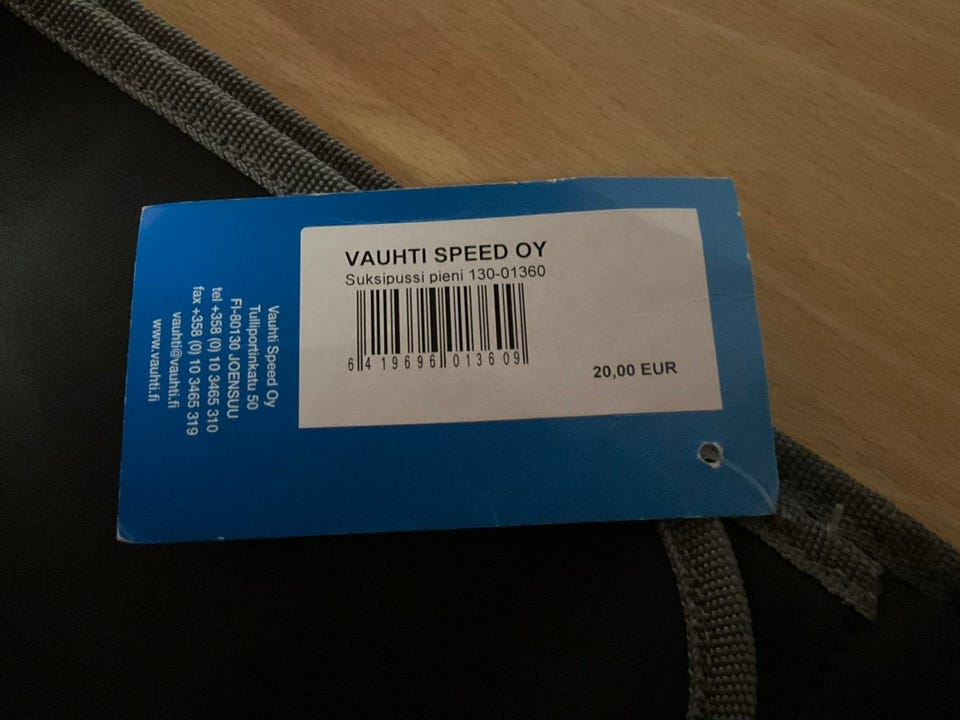 VAUHTI SPEED OY
Suksipussi pieni 130-01360
6 419696 013609
20,00 EUR
Vauhti Speed Oy
Tulliportinkatu 50
FI-80130 JOENSUU
tel +358 (0) 10 3465 310
fax +358 (0) 10 3465 319
vauhti@vauhti.fi
www.vauhti.fi